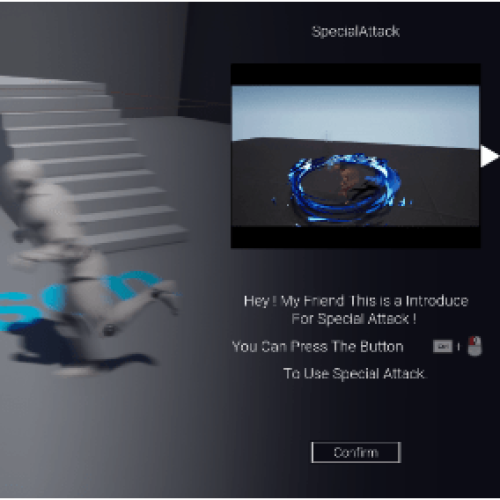 SpecialAttack
Hey ! My Friend This is a Introduce
For Special Attack !
You Can Press The Button
To Use Special Attack.
Confirm